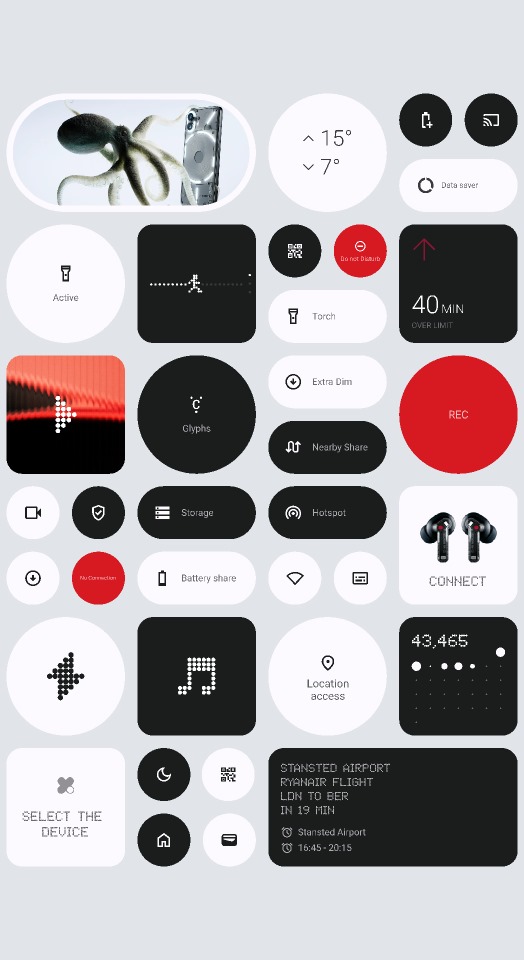 15°
7°
Data saver
Active
Do not Disturb
Torch
40 MIN
OVER LIMIT
Glyphs
Extra Dim
Nearby Share
REC
Storage
Hotspot
No Connection
Battery share
CONNECT
Location
access
43,465
SELECT THE
DEVICE
STANSTED AIRPORT
RYANAIR FLIGHT
LDN TO BER
IN 19 MIN
Stansted Airport
16:45 - 20:15